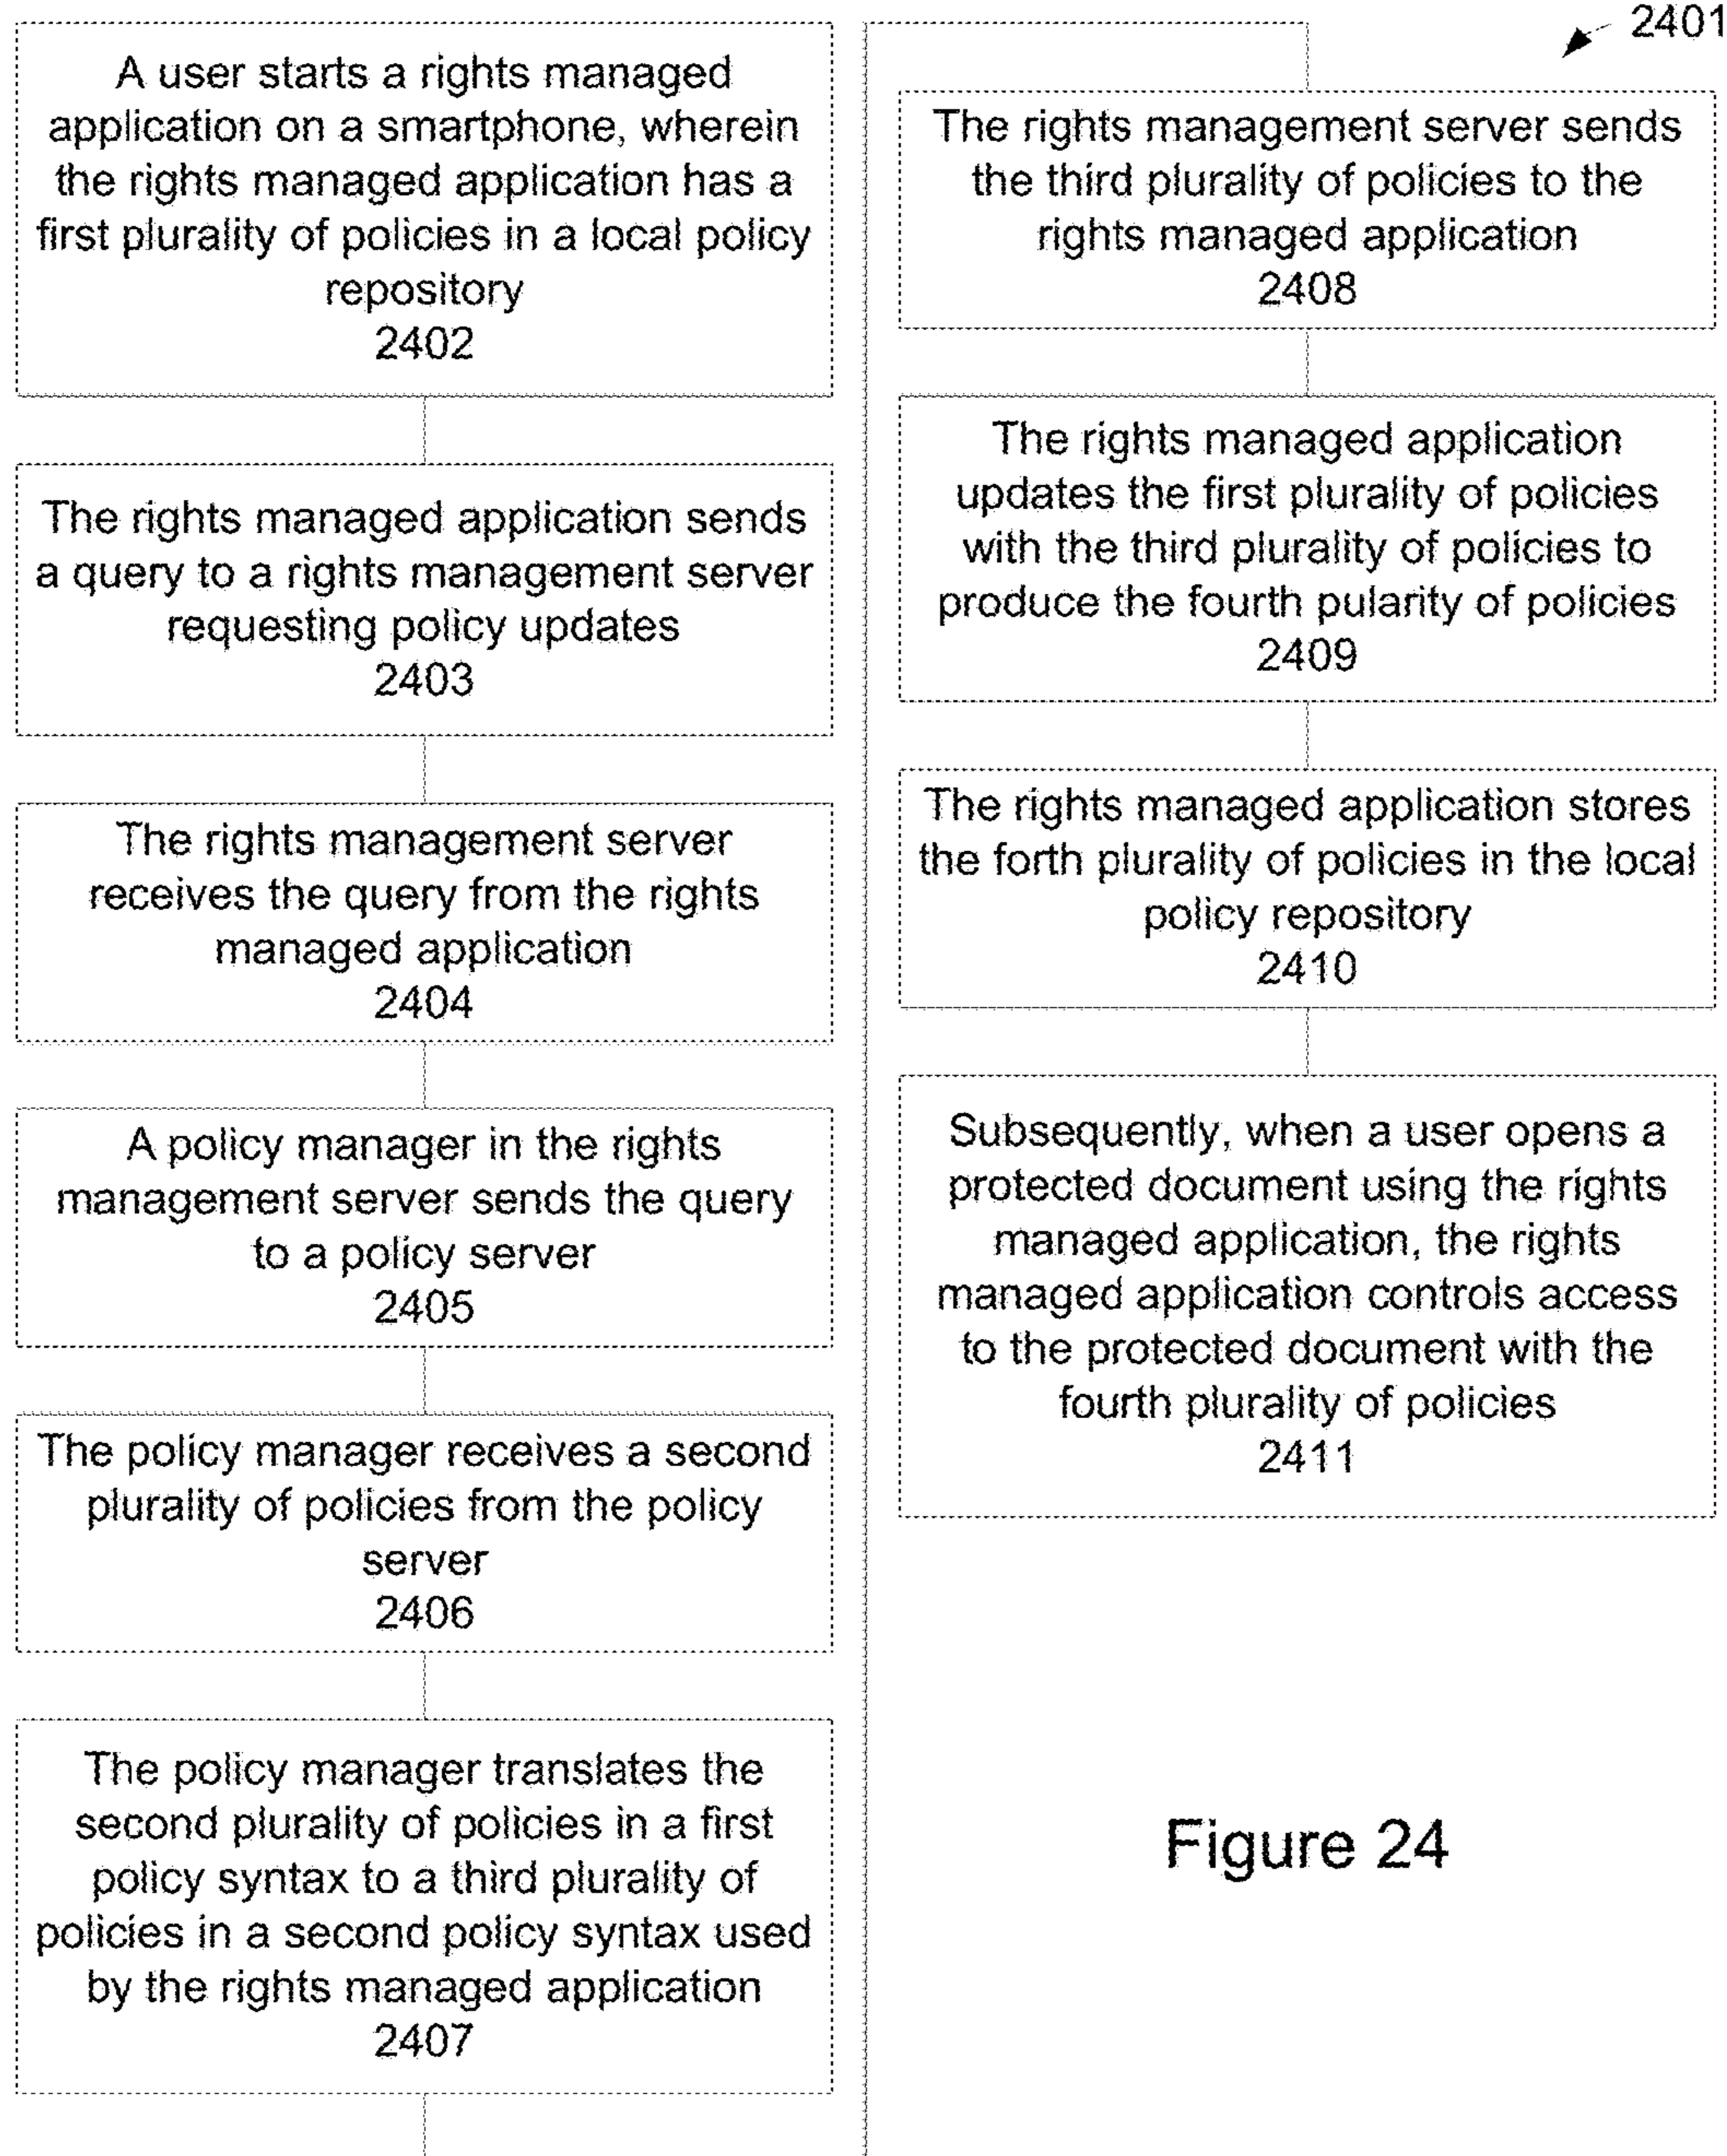 A user starts a rights managed
application on a smartphone, wherein
the rights managed application has a
first plurality of policies in a local policy
repository
2402
The rights managed application sends
a query to a rights management server
requesting policy updates
2403
The rights management server
receives the query from the rights
managed application
2404
A policy manager in the rights
management server sends the query
to a policy server
2405
The policy manager receives a second
plurality of policies from the policy
server
2406
The policy manager translates the
second plurality of policies in a first
policy syntax to a third plurality of
policies in a second policy syntax used
by the rights managed application
2407
2401
The rights management server sends
the third plurality of policies to the
rights managed application
2408
The rights managed application
updates the first plurality of policies
with the third plurality of policies to
produce the fourth pularity of policies
2409
The rights managed application stores
the forth plurality of policies in the local
policy repository
2410
Subsequently, when a user opens a
protected document using the rights
managed application, the rights
managed application controls access
to the protected document with the
fourth plurality of policies
2411
Figure 24